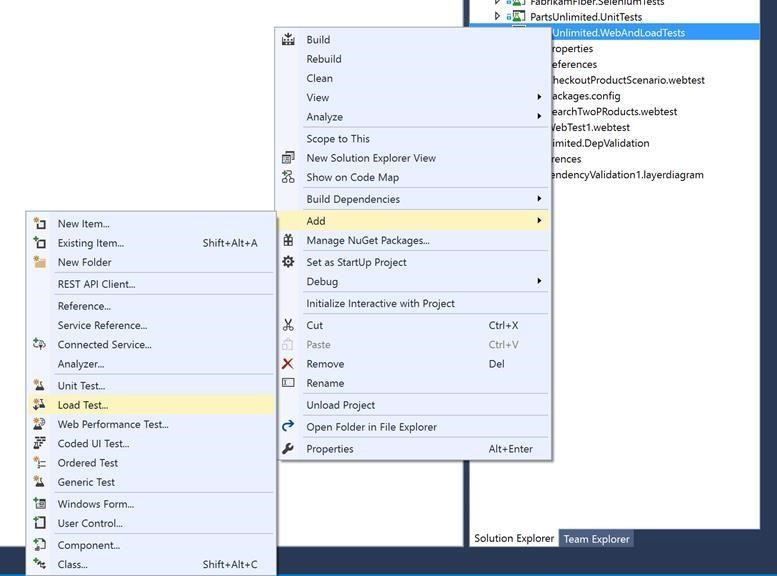 FabrikamFiber.SeleniumTests
PartsUnlimited.UnitTests
Unlimited.WebAndLoadTests
roperties
eferences
heckoutProductScenario.webtest
ackages.config
earchTwoPRoducts.webtest
WebTest1.webtest
imited.DepValidation
rences
endencyValidation1.layerdiagram
Build
Rebuild
Clean
View
Analyze
Scope to This
New Solution Explorer View
Show on Code Map
Build Dependencies
Add
Manage NuGet Packages...
Set as StartUp Project
Debug
Initialize Interactive with Project
Cut Ctrl+X
Paste Ctrl+V
Remove Del
Rename
Unload Project
Open Folder in File Explorer
Properties Alt+Enter
New Item...
Existing Item... Shift+Alt+A
New Folder
REST API Client...
Reference...
Service Reference...
Connected Service...
Analyzer...
Unit Test...
Load Test...
Web Performance Test...
Coded UI Test...
Ordered Test
Generic Test
Windows Form...
User Control...
Component...
Class... Shift+Alt+C
Solution Explorer Team Explorer